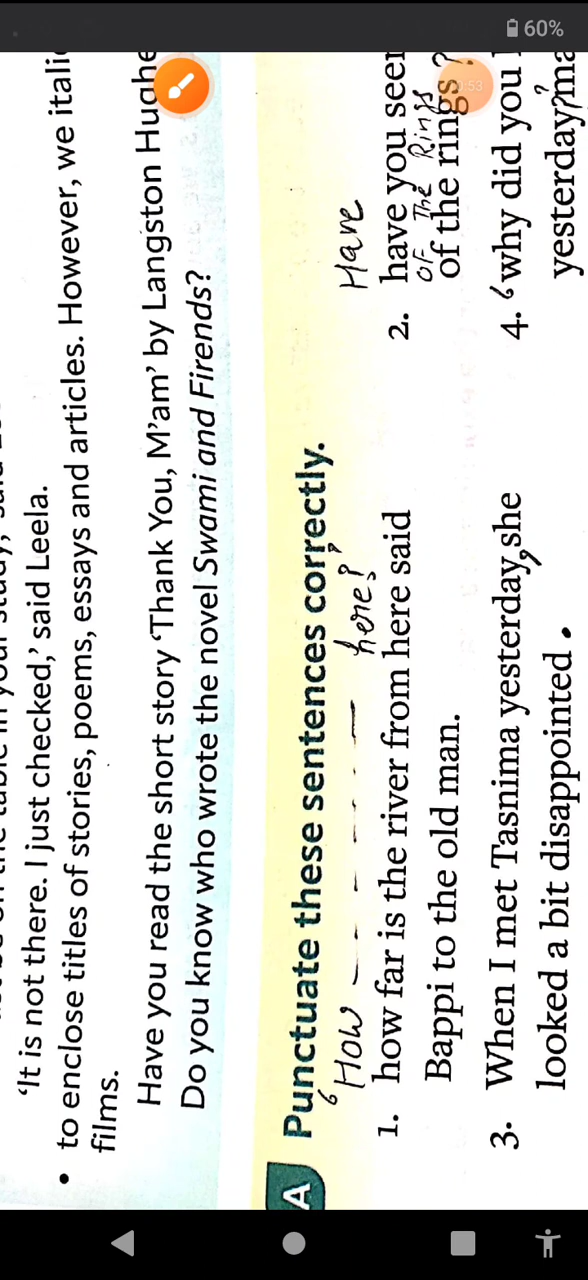 60%
'It is not there. I just checked,' said Leela.
• to enclose titles of stories, poems, essays and articles. However, we italic
films.
Have you read the short story 'Thank You, M'am' by Langston Hughe
Do you know who wrote the novel Swami and Firends?
A Punctuate these sentences correctly.
'How — - - - — here?'
1. how far is the river from here said
Bappi to the old man.
Have
2. have you seen
OF The Rings
of the rings?
3. When I met Tasnima yesterday, she
looked a bit disappointed.
4. 'why did you
yesterday?'